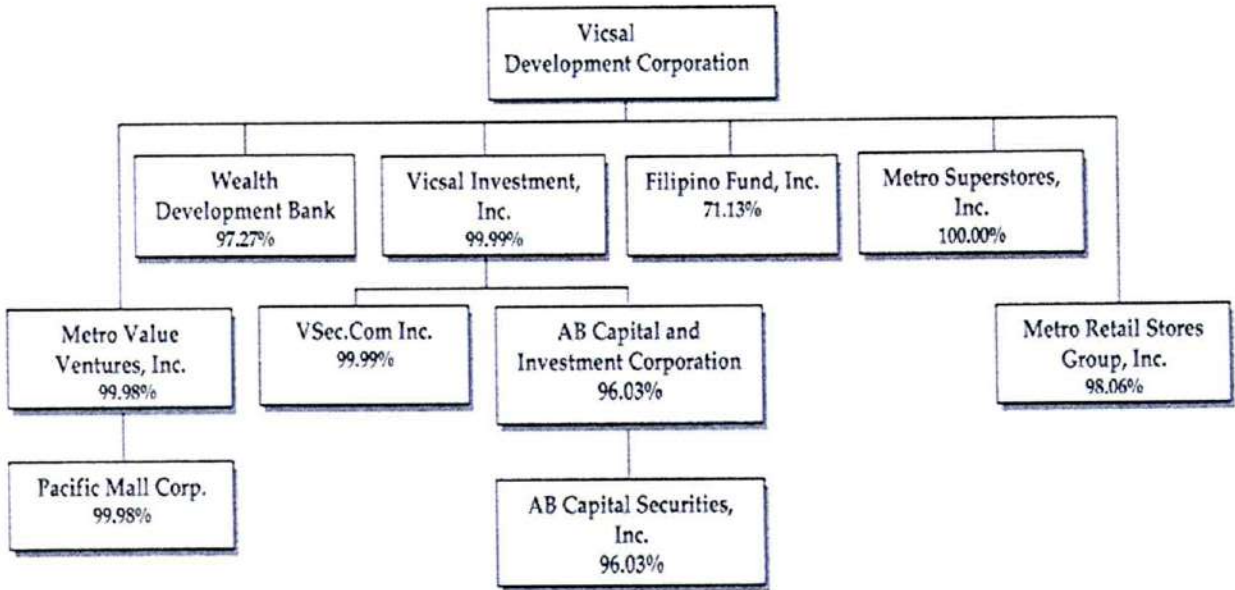 Vicsal
Development Corporation
Wealth
Development Bank
97.27%
Vicsal Investment,
Inc.
99.99%
Filipino Fund, Inc.
71.13%
Metro Superstores,
Inc.
100.00%
Metro Value
Ventures, Inc.
99.98%
VSec.Com Inc.
99.99%
AB Capital and
Investment Corporation
96.03%
Metro Retail Stores
Group, Inc.
98.06%
Pacific Mall Corp.
99.98%
AB Capital Securities,
Inc.
96.03%